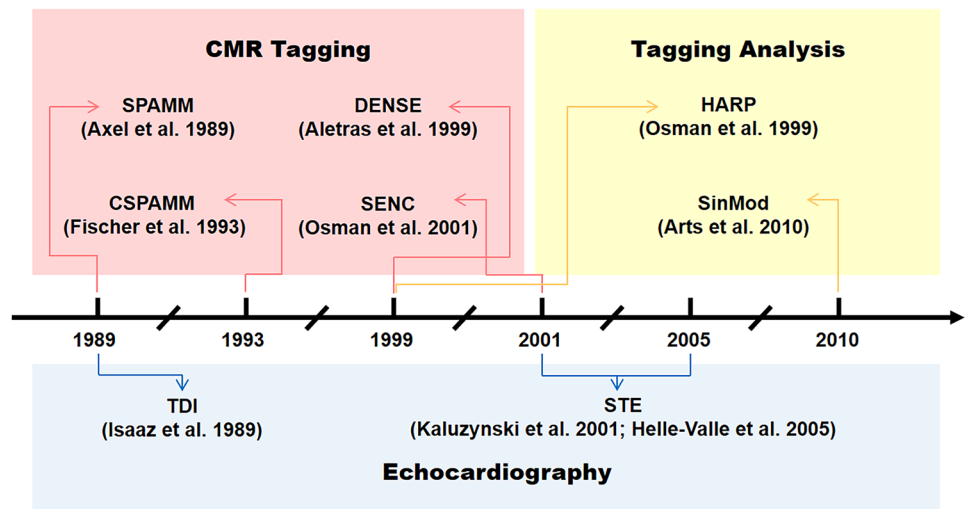 CMR Tagging
SPAMM
(Axel et al. 1989)
DENSE
(Aletras et al. 1999)
CSPAMM
(Fischer et al. 1993)
SENC
(Osman et al. 2001)
Tagging Analysis
HARP
(Osman et al. 1999)
SinMod
(Arts et al. 2010)
1989
1993
1999
2001
2005
2010
TDI
(Isaaz et al. 1989)
STE
(Kaluzynski et al. 2001; Helle-Valle et al. 2005)
Echocardiography